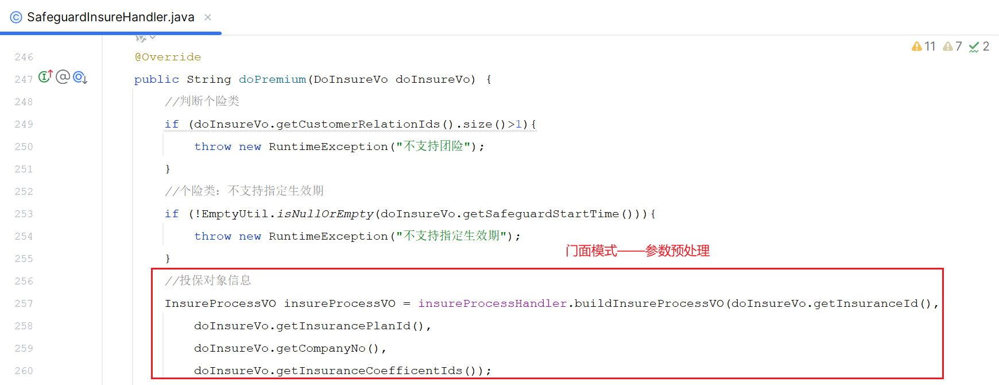 SafeguardInsureHandler.java
11 7 2
246 @Override
247 public String doPremium(DoInsureVo doInsureVo) {
248 //判断个险类
249 if (doInsureVo.getCustomerRelationIds().size()>1){
250 throw new RuntimeException("不支持团险");
251 }
252 //个险类：不支持指定生效期
253 if (!EmptyUtil.isNullOrEmpty(doInsureVo.getSafeguardStartTime())){
254 throw new RuntimeException("不支持指定生效期");
门面模式——参数预处理
255 }
256 //投保对象信息
257 InsureProcessVO insureProcessVO = insureProcessHandler.buildInsureProcessVO(doInsureVo.getInsuranceId(),
258 doInsureVo.getInsurancePlanId(),
259 doInsureVo.getCompanyNo(),
260 doInsureVo.getInsuranceCoefficentIds());